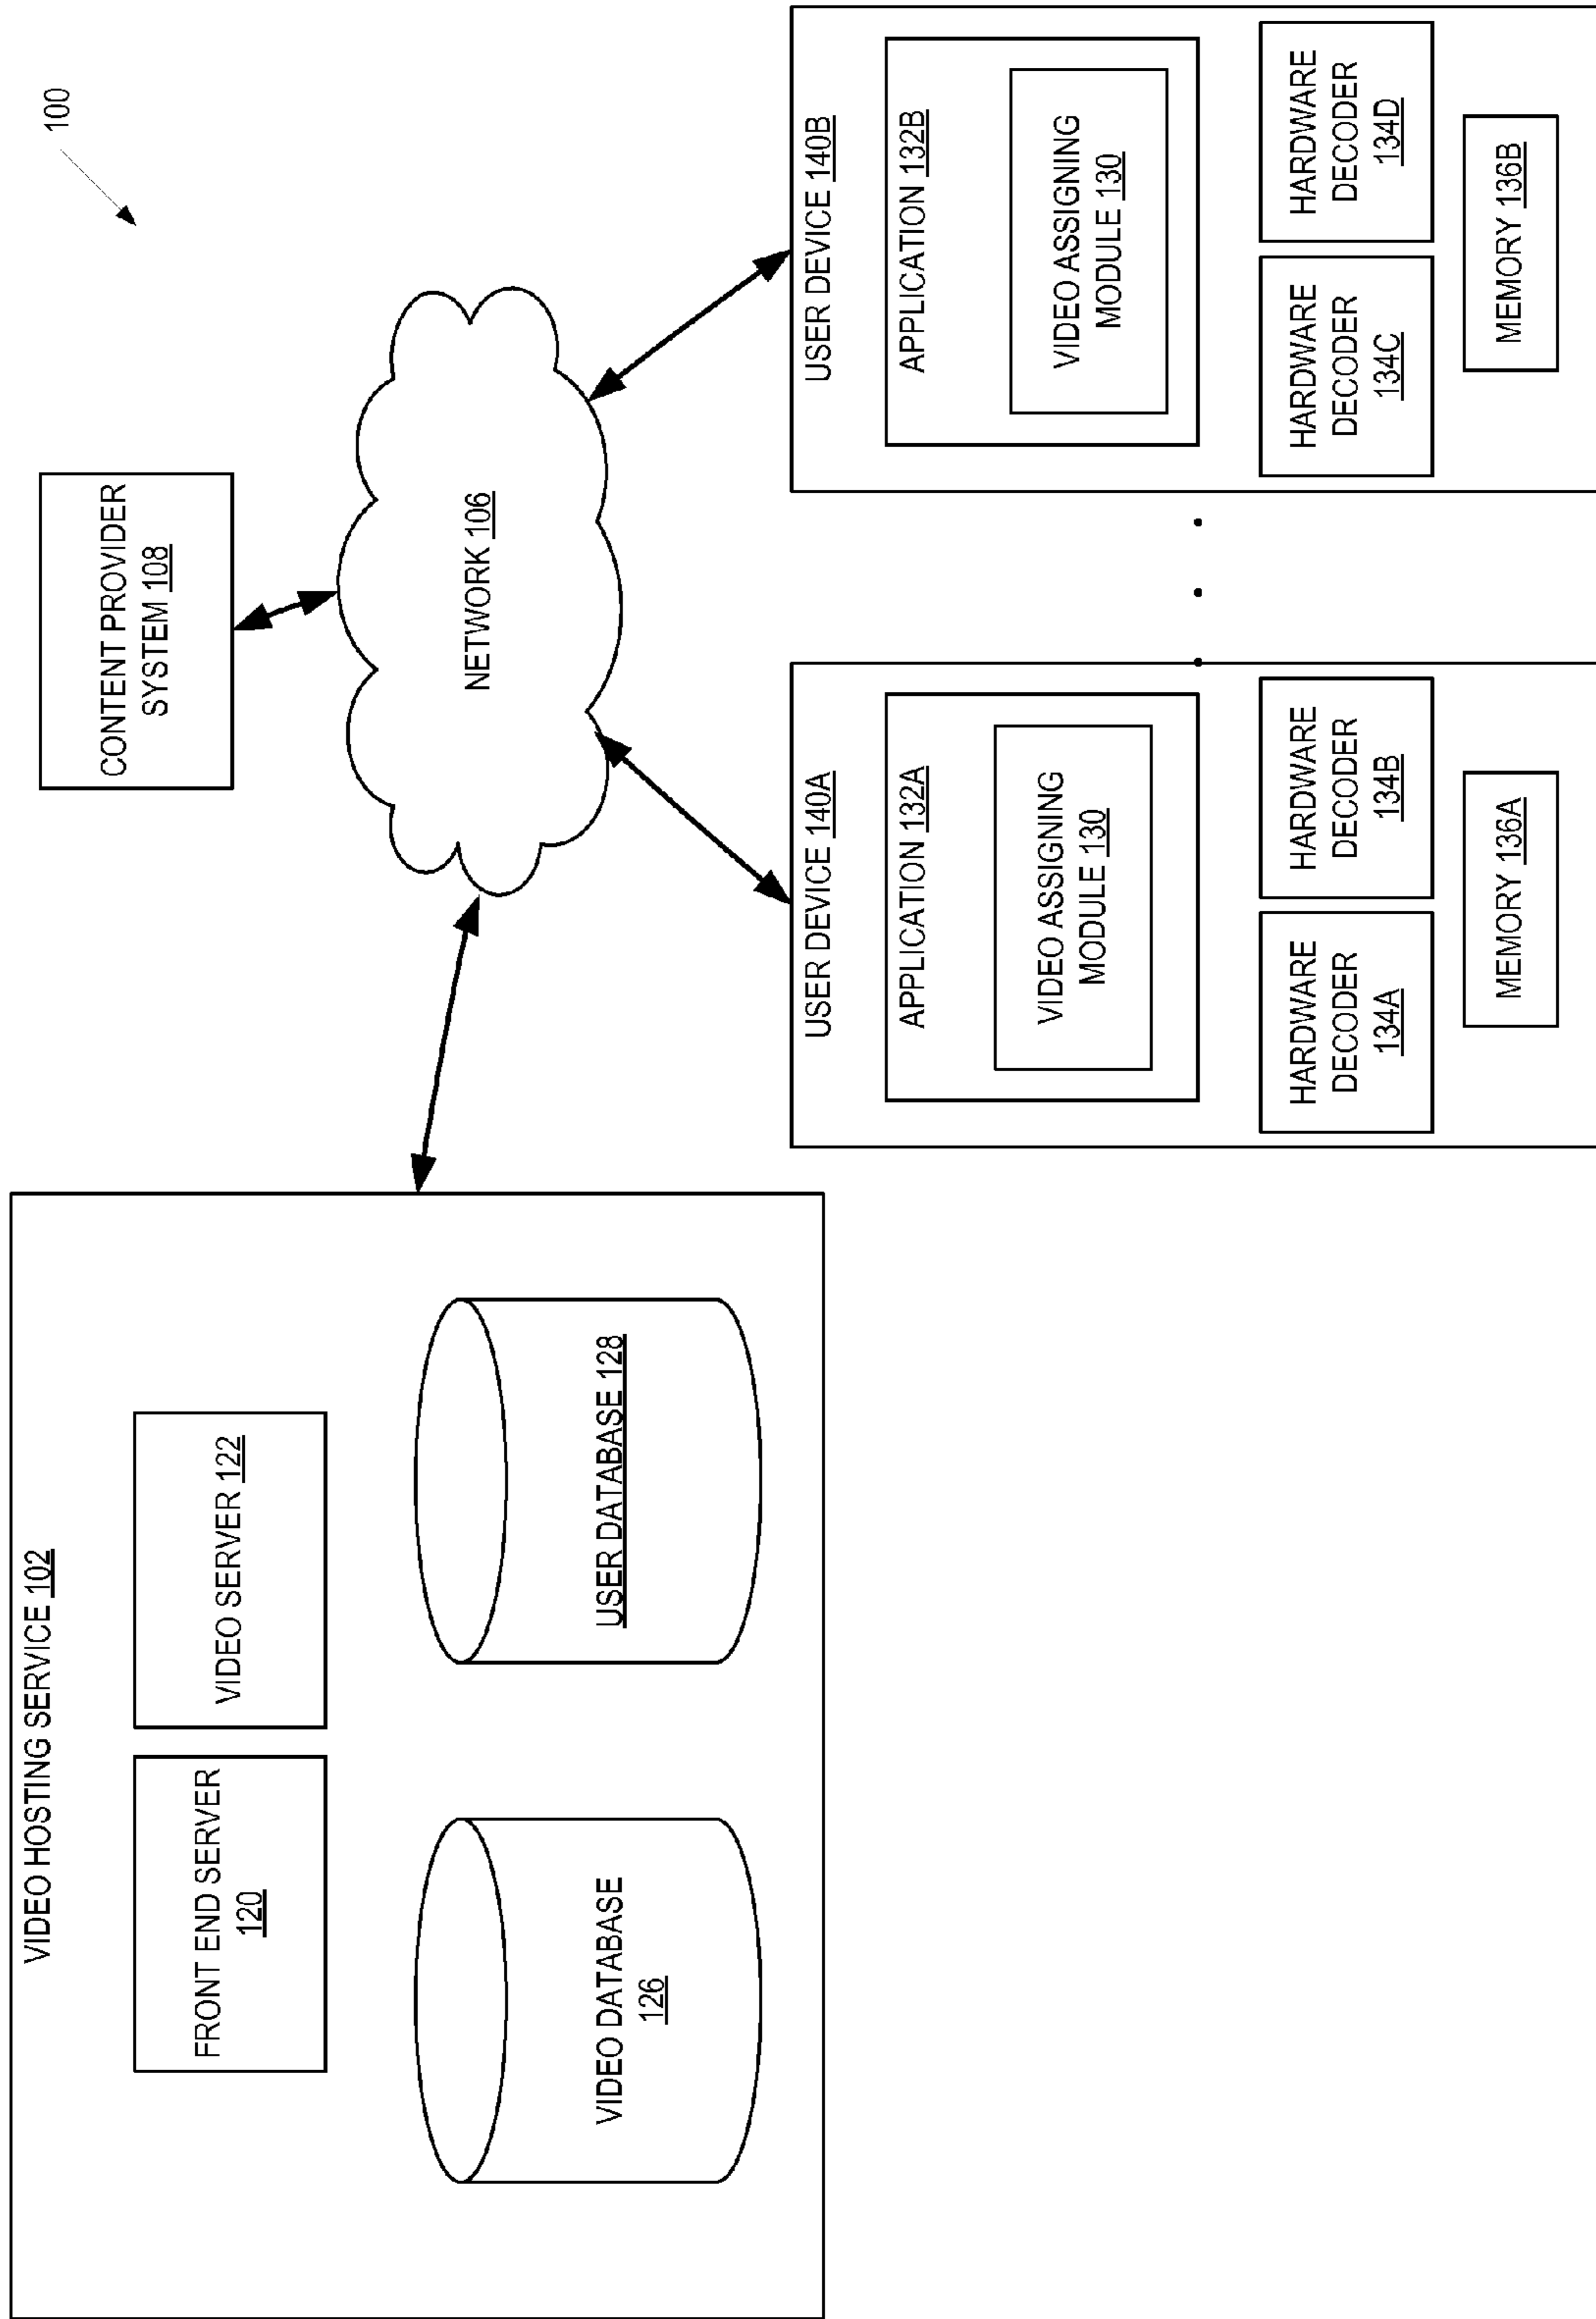 100
VIDEO HOSTING SERVICE 102
FRONT END SERVER
120
VIDEO SERVER 122
VIDEO DATABASE
126
USER DATABASE 128
CONTENT PROVIDER
SYSTEM 108
NETWORK 106
USER DEVICE 140A
APPLICATION 132A
VIDEO ASSIGNING
MODULE 130
HARDWARE
DECODER
134A
HARDWARE
DECODER
134B
MEMORY 136A
USER DEVICE 140B
APPLICATION 132B
VIDEO ASSIGNING
MODULE 130
HARDWARE
DECODER
134C
HARDWARE
DECODER
134D
MEMORY 136B